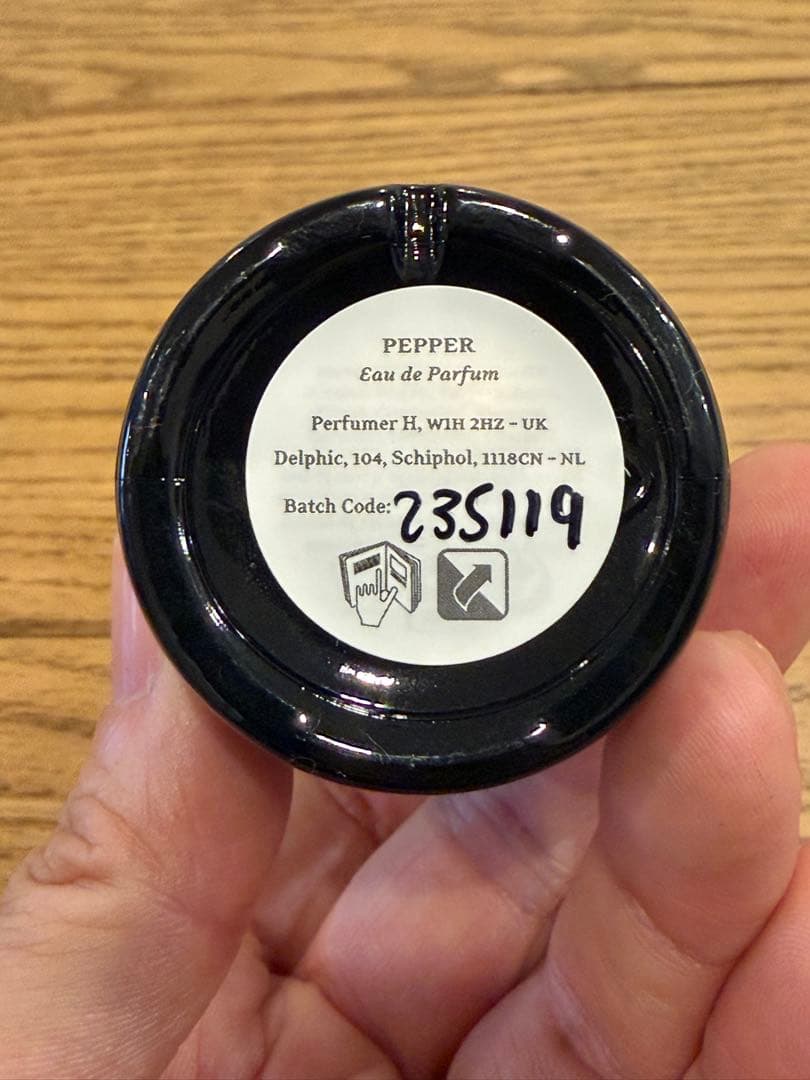 PEPPER
Eau de Parfum
Perfumer H, W1H 2HZ - UK
Delphic, 104, Schiphol, 1118CN - NL
Batch Code: 235119